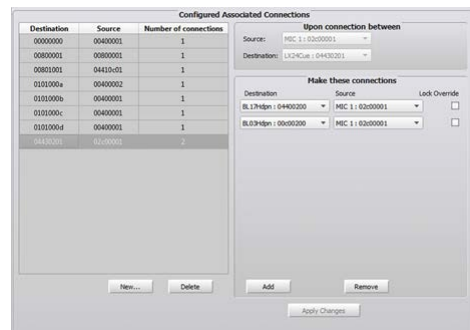 Configured Associated Connections
Destination Source Number of connections
00000000 00400001 1
00800001 00800001 1
00801001 04410c01 1
0101000a 00400002 1
0101000b 00400001 1
0101000c 00400001 1
0101000d 00400001 1
04430201 02c00001 2
New... Delete
Upon connection between
Source: MIC 1 : 02c00001
Destination: LX24Cue : 04430201
Make these connections
Destination Source Lock Override
BL17Hdpn : 04400200 MIC 1 : 02c00001
BL03Hdpn : 00c00200 MIC 1 : 02c00001
Add Remove
Apply Changes